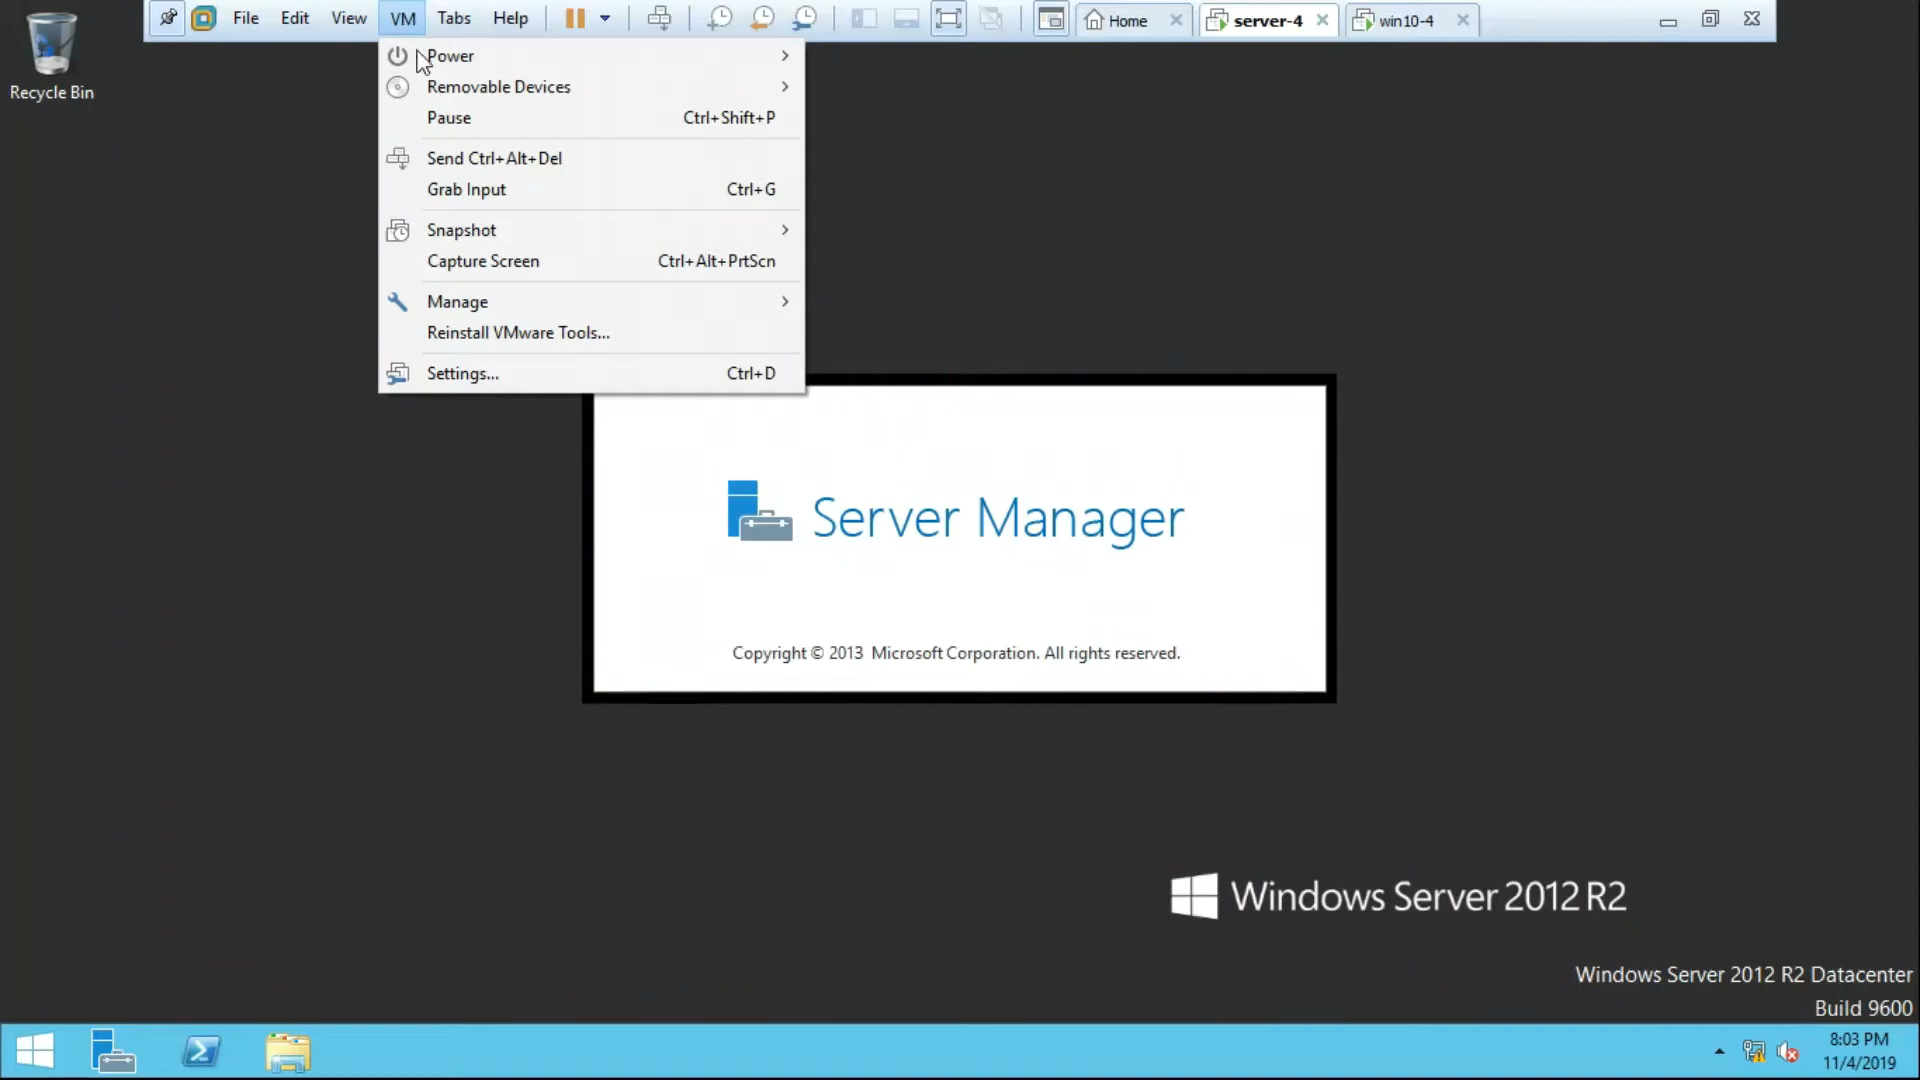 File Edit View VM Tabs Help Home server-4 win10-4
Recycle Bin
Power
Removable Devices
Pause Ctrl+Shift+P
Send Ctrl+Alt+Del
Grab Input Ctrl+G
Snapshot
Capture Screen Ctrl+Alt+PrtScn
Manage
Reinstall VMware Tools...
Settings... Ctrl+D
Server Manager
Copyright © 2013 Microsoft Corporation. All rights reserved.
Windows Server 2012 R2
Windows Server 2012 R2 Datacenter
Build 9600
8:03 PM
11/4/2019